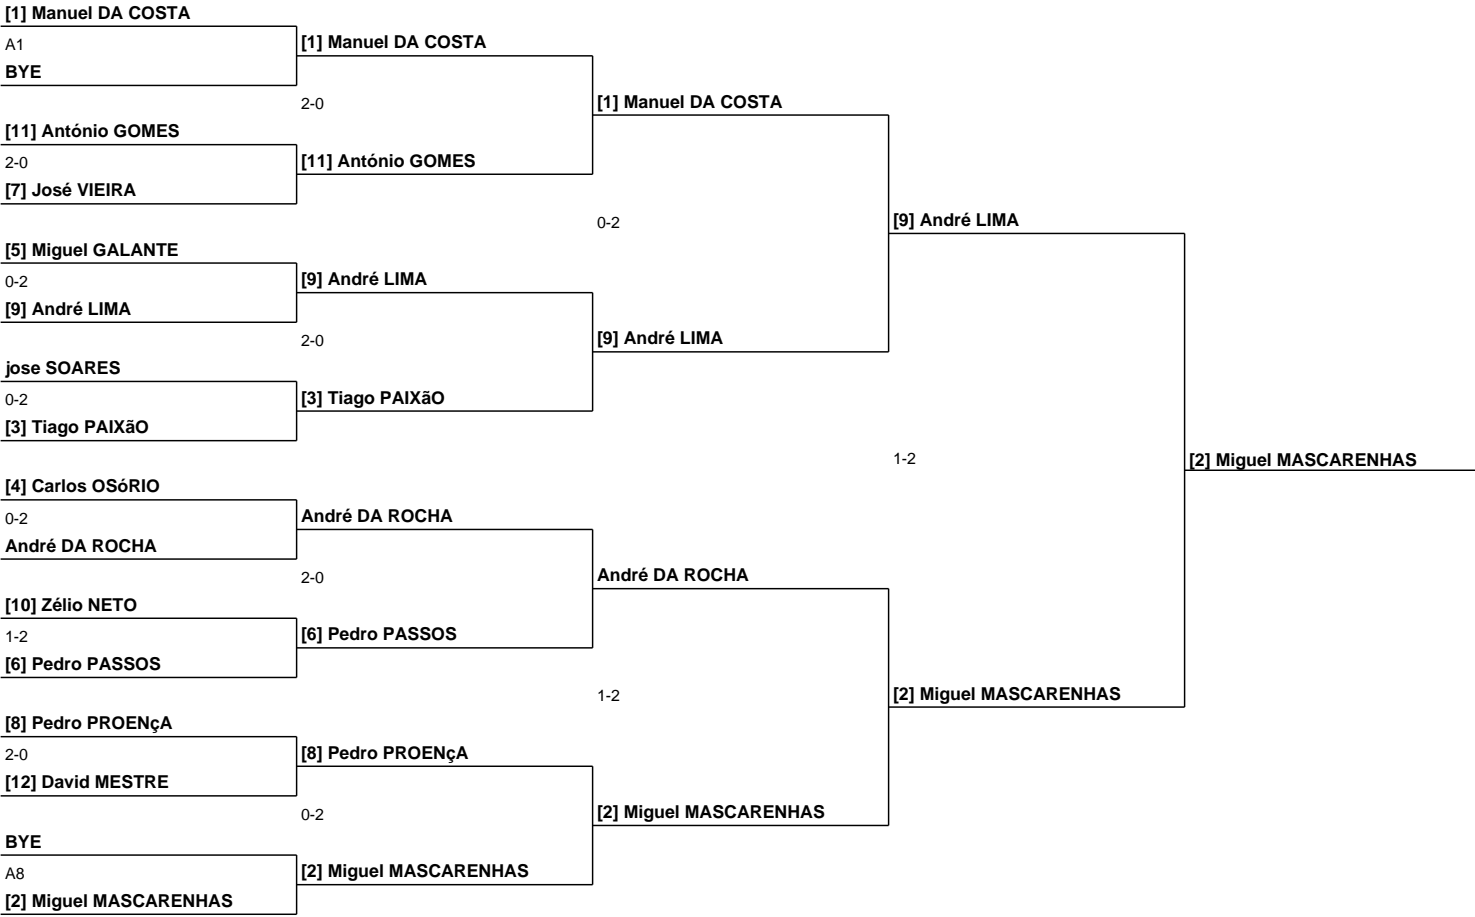 [1] Manuel DA COSTA
A1
BYE
[1] Manuel DA COSTA
2-0
[11] António GOMES
2-0
[7] José VIEIRA
[11] António GOMES
[1] Manuel DA COSTA
0-2
[5] Miguel GALANTE
0-2
[9] André LIMA
[9] André LIMA
2-0
jose SOARES
0-2
[3] Tiago PAIXãO
[3] Tiago PAIXãO
[9] André LIMA
[9] André LIMA
1-2
[4] Carlos OSóRIO
0-2
André DA ROCHA
André DA ROCHA
2-0
[10] Zélio NETO
1-2
[6] Pedro PASSOS
[6] Pedro PASSOS
André DA ROCHA
1-2
[8] Pedro PROENçA
2-0
[12] David MESTRE
[8] Pedro PROENçA
0-2
BYE
A8
[2] Miguel MASCARENHAS
[2] Miguel MASCARENHAS
[2] Miguel MASCARENHAS
[2] Miguel MASCARENHAS
[2] Miguel MASCARENHAS